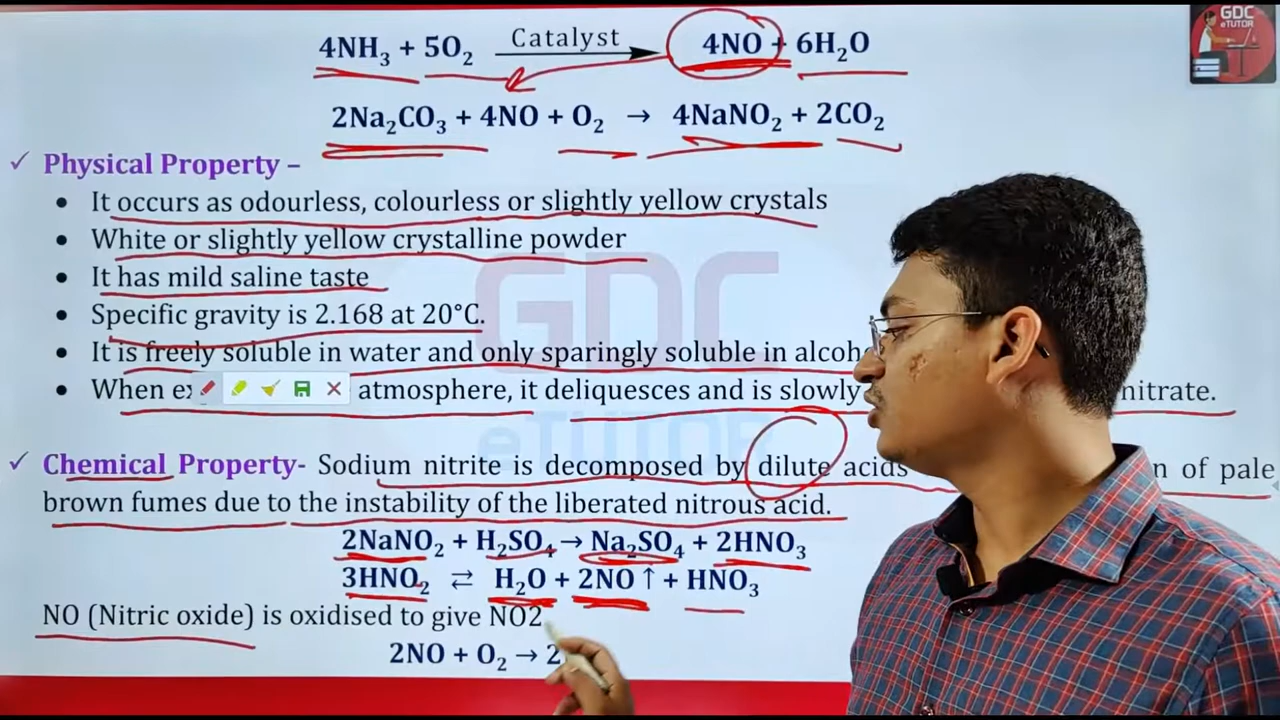 GDC
eTUTOR
4NH₃ + 5O₂ Catalyst → 4NO + 6H₂O
2Na₂CO₃ + 4NO + O₂ → 4NaNO₂ + 2CO₂
✓ Physical Property –
• It occurs as odourless, colourless or slightly yellow crystals
• White or slightly yellow crystalline powder
• It has mild saline taste
• Specific gravity is 2.168 at 20°C.
• It is freely soluble in water and only sparingly soluble in
• When atmosphere, it deliquesces and is slowly nitrate.
GDC
eTUTOR
✓ Chemical Property- Sodium nitrite is decomposed by dilute acids of pale
brown fumes due to the instability of the liberated nitrous acid.
2NaNO₂ + H₂SO₄ → Na₂SO₄ + 2HNO₃
3HNO₂ ⇄ H₂O + 2NO ↑ + HNO₃
NO (Nitric oxide) is oxidised to give NO2
2NO + O₂ → 2